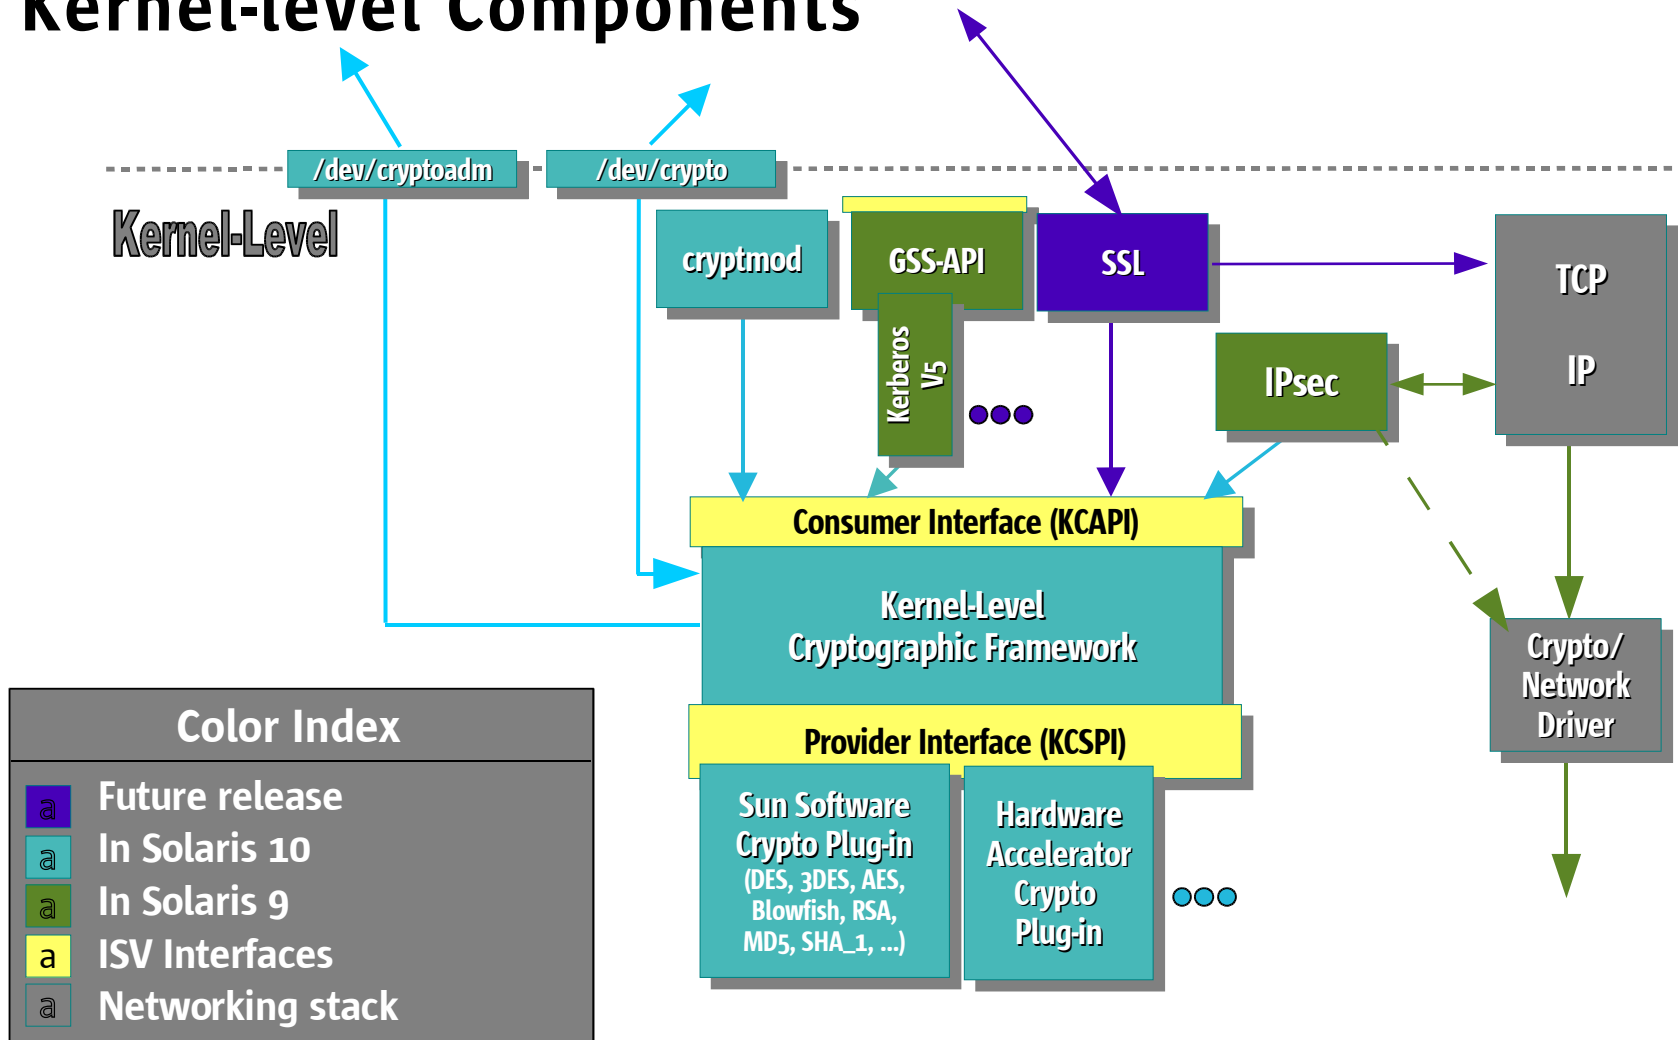 Kernel-level Components
/dev/cryptoadm
/dev/crypto
Kernel-Level
cryptmod
GSS-API
SSL
TCP
IP
Kerberos
V5
IPsec
Consumer Interface (KCAPI)
Kernel-Level
Cryptographic Framework
Crypto/
Network
Driver
Provider Interface (KCSPI)
Sun Software
Crypto Plug-in
(DES, 3DES, AES,
Blowfish, RSA,
MD5, SHA_1, ...)
Hardware
Accelerator
Crypto
Plug-in
Color Index
a Future release
a In Solaris 10
a In Solaris 9
a ISV Interfaces
a Networking stack